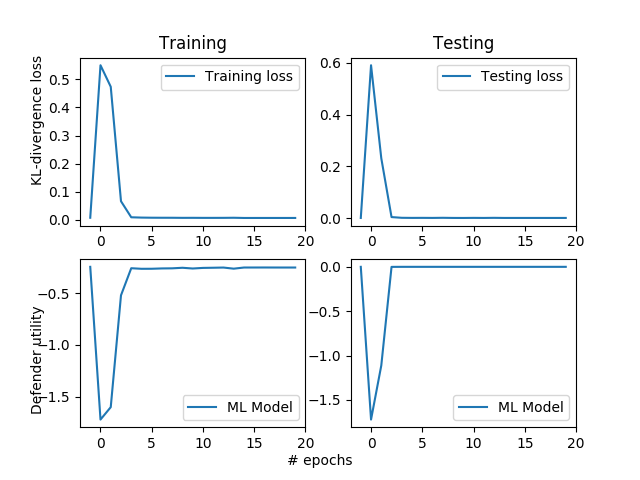 Training
Testing
KL-divergence loss
0.5
0.4
0.3
0.2
0.1
0.0
Training loss
0 5 10 15 20
0.6
0.4
0.2
0.0
Testing loss
0 5 10 15 20
Defender utility
−0.5
−1.0
−1.5
ML Model
0 5 10 15 20
0.0
−0.5
−1.0
−1.5
ML Model
0 5 10 15 20
# epochs